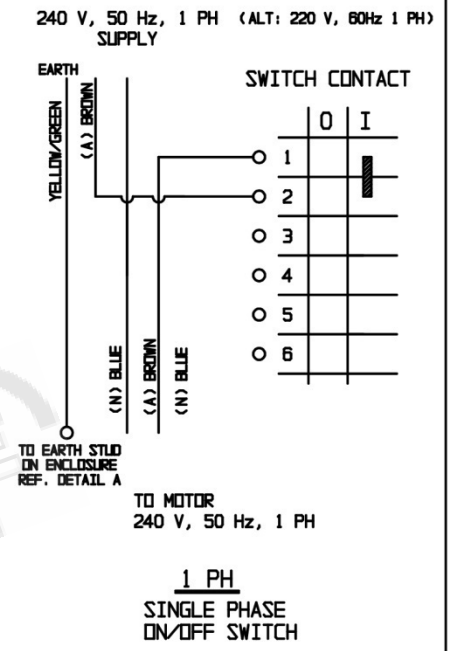 240 V, 50 Hz, 1 PH (ALT: 220 V, 60Hz 1 PH)
SUPPLY
EARTH
SWITCH CONTACT
YELLOW/GREEN
(A) BROWN
O I
1
2
3
4
5
6
(N) BLUE
(A) BROWN
(N) BLUE
TO EARTH STUD
ON ENCLOSURE
REF. DETAIL A
TO MOTOR
240 V, 50 Hz, 1 PH
1 PH
SINGLE PHASE
ON/OFF SWITCH